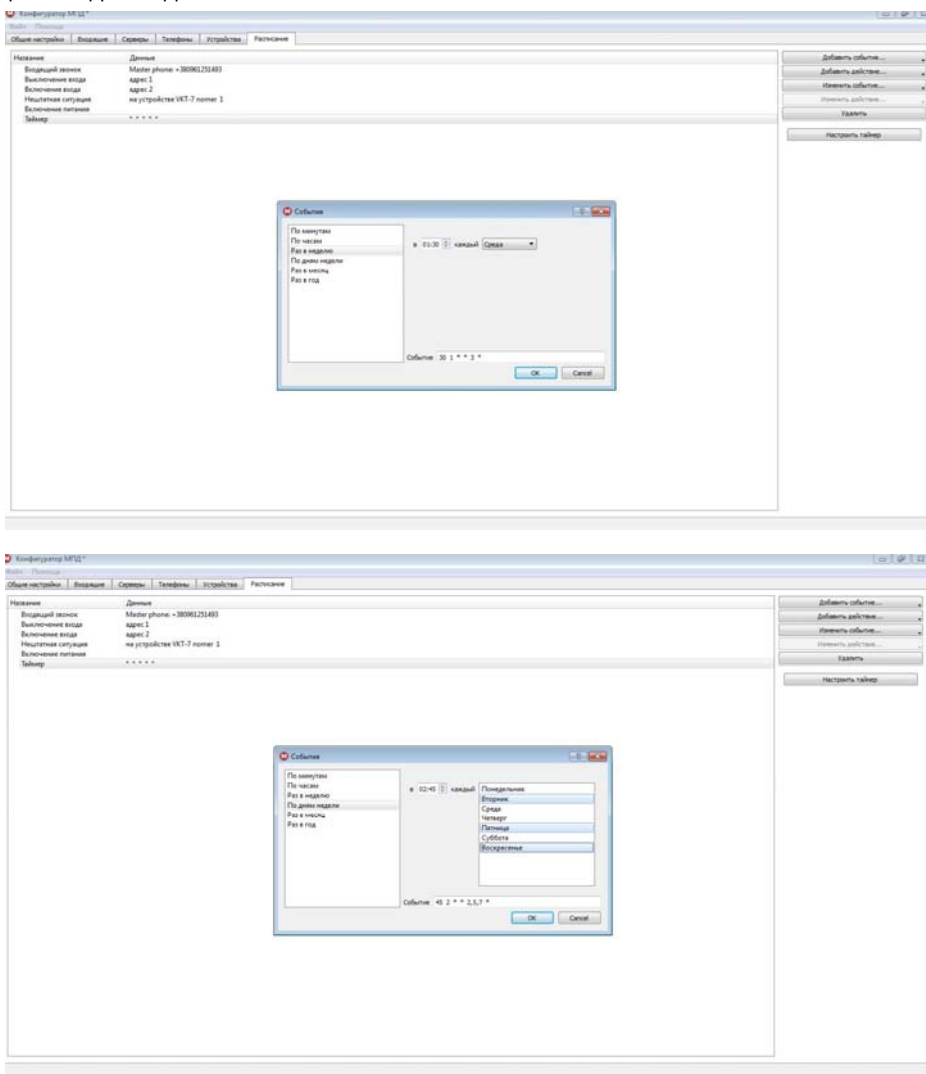 Конфигуратор МПД *
Файл Помощь
Общие настройки Входящие Серверы Телефоны Устройства Расписание
Название Данные
Входящий звонок Master phone: +380961251493
Выключение входа адрес 1
Включение входа адрес 2
Нештатная ситуация на устройстве VKT-7 nomer 1
Включение питания
Таймер * * * * *
Добавить событие...
Добавить действие...
Изменить событие...
Изменить действие...
Удалить
Настроить таймер
Событие
По минутам
По часам
Раз в неделю
По дням недели
Раз в месяц
Раз в год
в 01:30 каждый Среда
Событие 30 1 * * 3 *
OK Cancel
Конфигуратор МПД *
Файл Помощь
Общие настройки Входящие Серверы Телефоны Устройства Расписание
Название Данные
Входящий звонок Master phone: +380961251493
Выключение входа адрес 1
Включение входа адрес 2
Нештатная ситуация на устройстве VKT-7 nomer 1
Включение питания
Таймер * * * * *
Добавить событие...
Добавить действие...
Изменить событие...
Изменить действие...
Удалить
Настроить таймер
Событие
По минутам
По часам
Раз в неделю
По дням недели
Раз в месяц
Раз в год
в 02:45 каждый Понедельник
Вторник
Среда
Четверг
Пятница
Суббота
Воскресенье
Событие 45 2 * * 2,5,7 *
OK Cancel